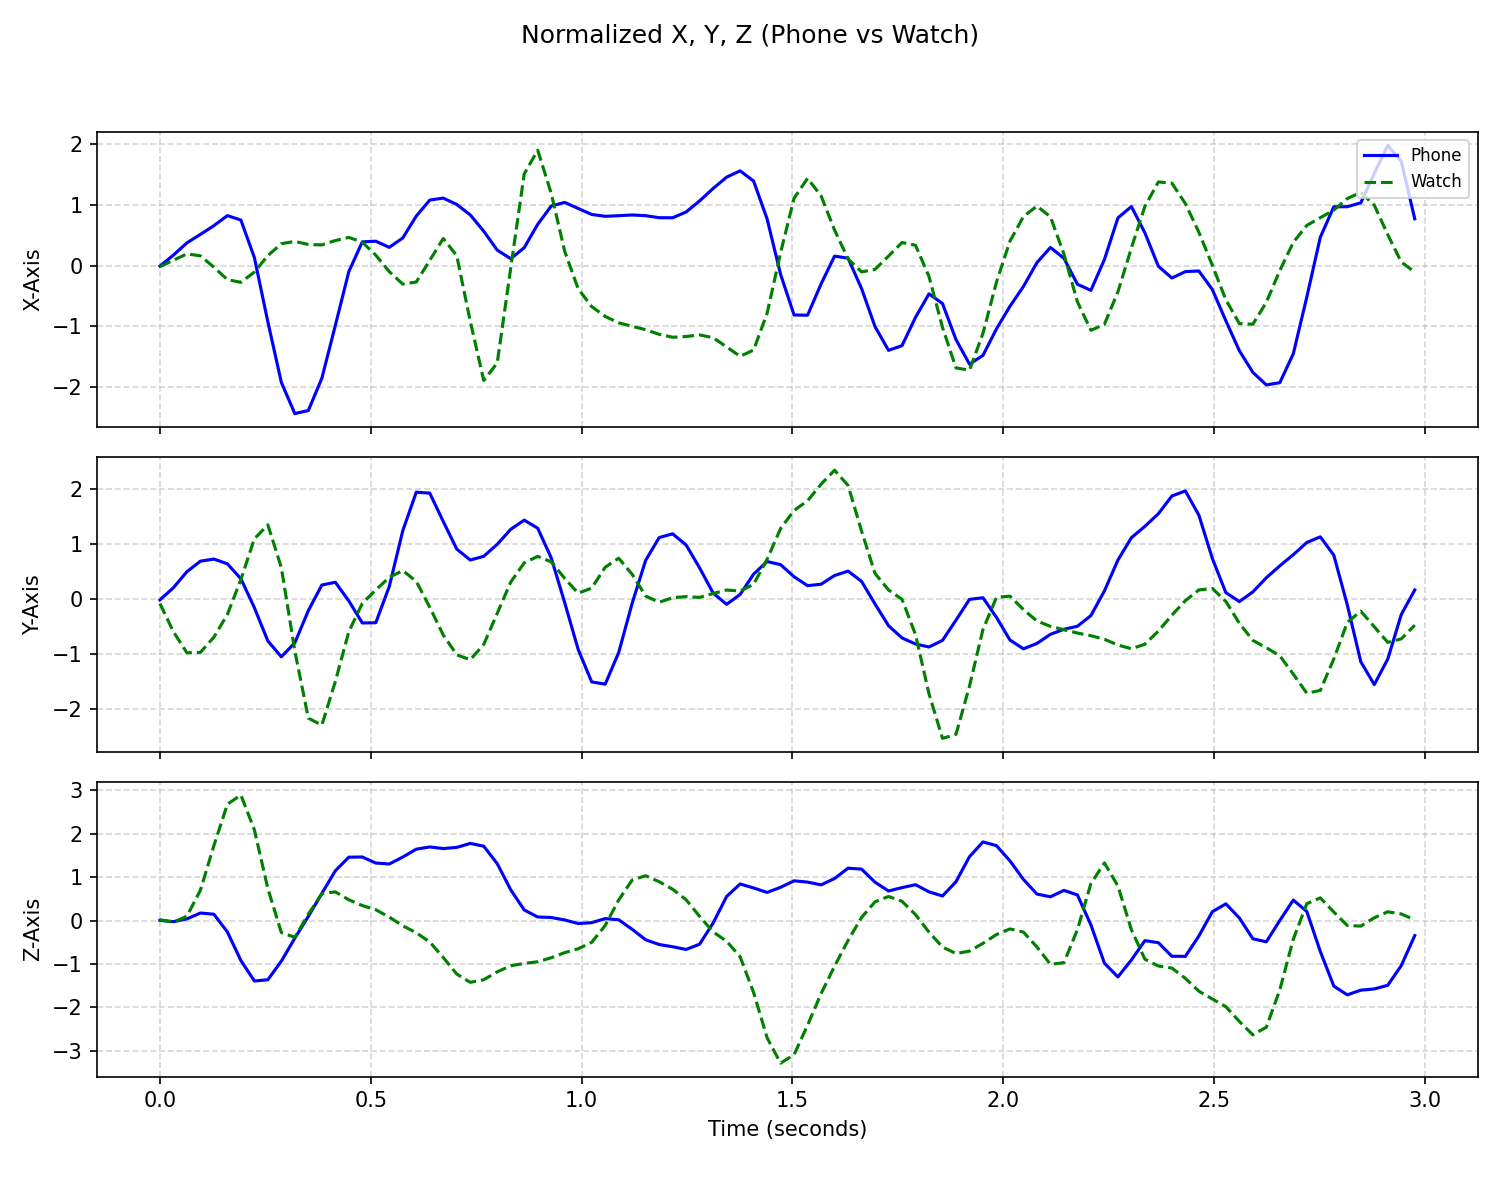 Normalized X, Y, Z (Phone vs Watch)
2
1
0
−1
−2
X-Axis
Phone
Watch
2
1
0
−1
−2
Y-Axis
3
2
1
0
−1
−2
−3
Z-Axis
0.0 0.5 1.0 1.5 2.0 2.5 3.0
Time (seconds)